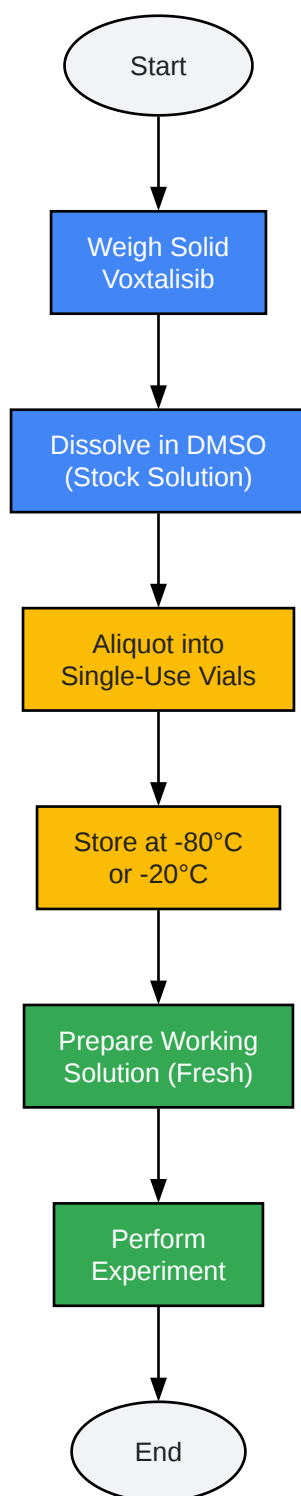 Start
Weigh Solid
Voxtalisib
Dissolve in DMSO
(Stock Solution)
Aliquot into
Single-Use Vials
Store at -80°C
or -20°C
Prepare Working
Solution (Fresh)
Perform
Experiment
End